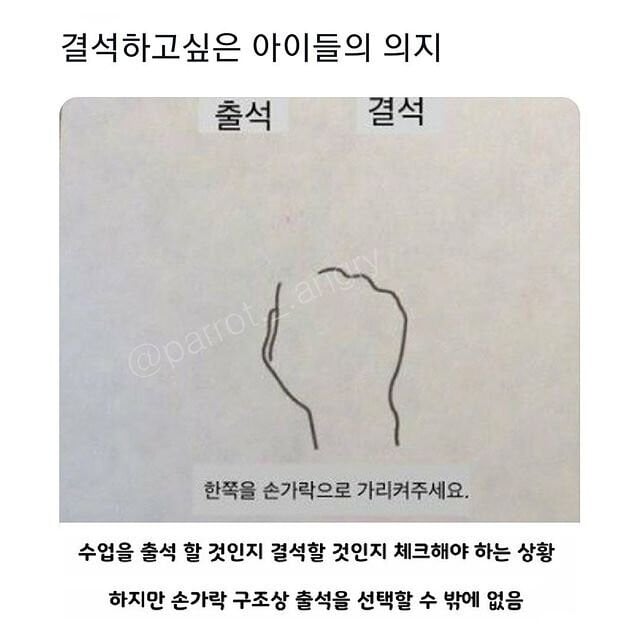 결석하고싶은 아이들의 의지
출석 결석
@parrot._.angry
한쪽을 손가락으로 가리켜주세요.
수업을 출석 할 것인지 결석할 것인지 체크해야 하는 상황
하지만 손가락 구조상 출석을 선택할 수 밖에 없음